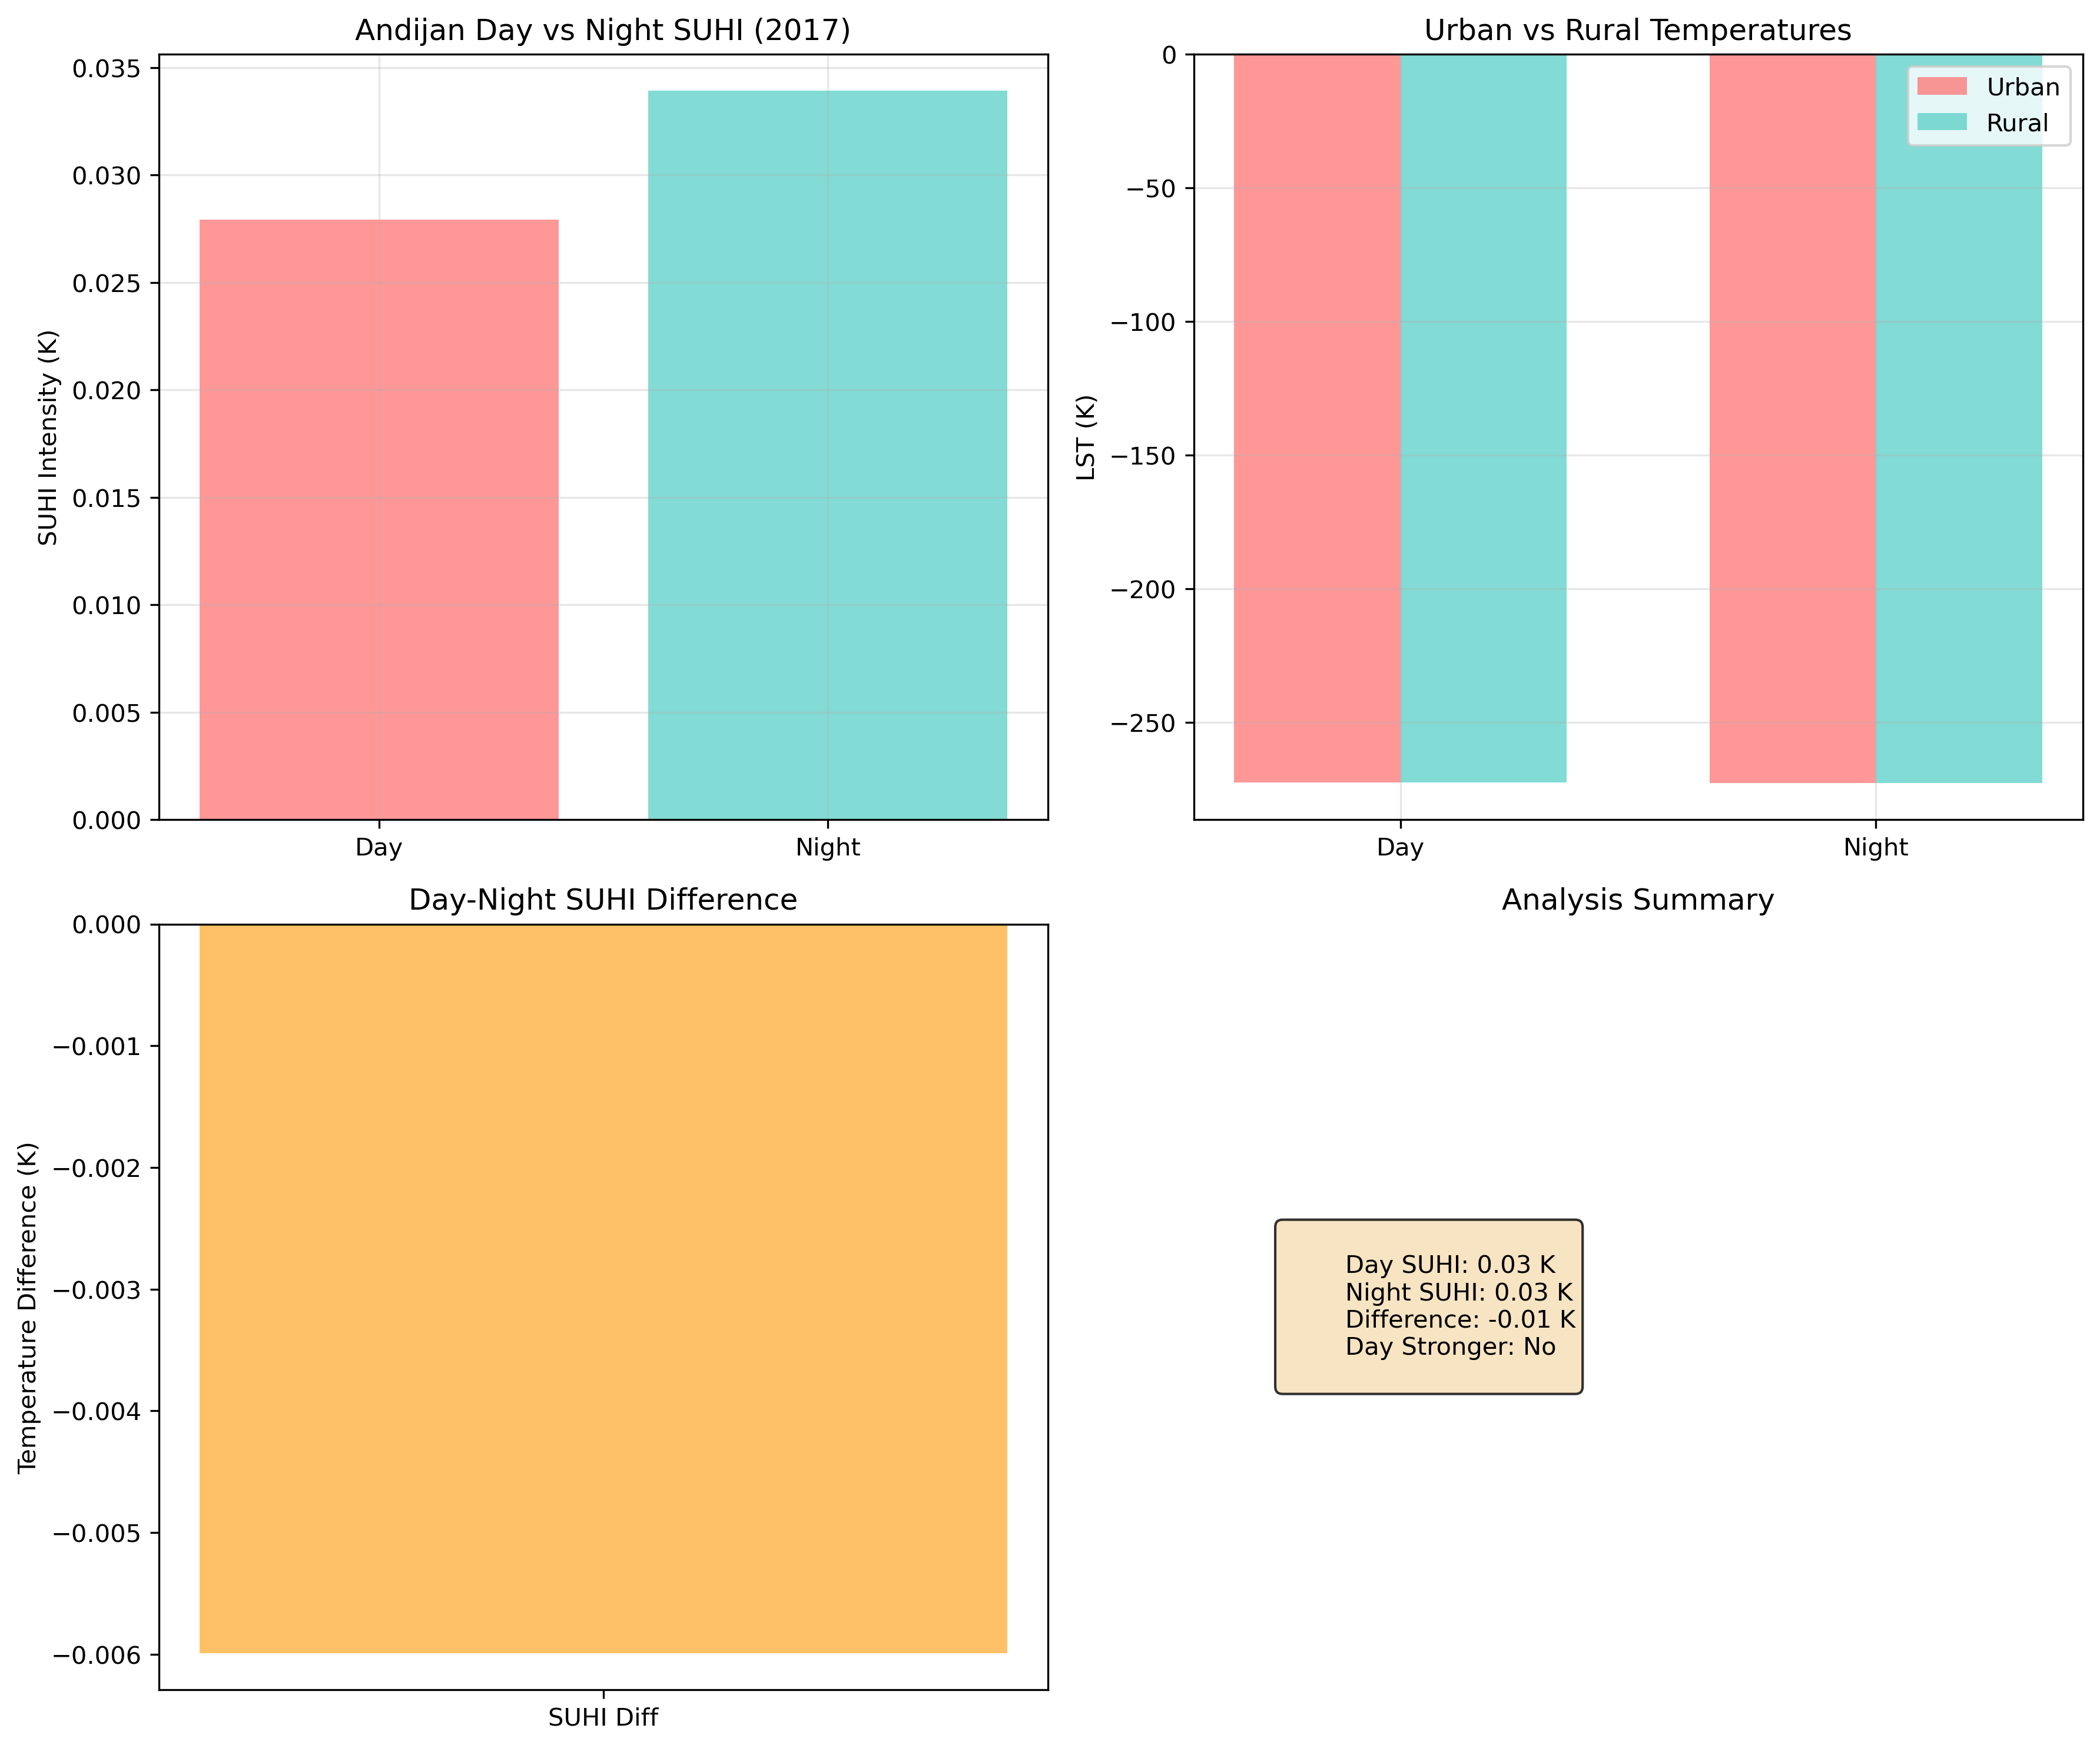 Andijan Day vs Night SUHI (2017)
SUHI Intensity (K)
0.035
0.030
0.025
0.020
0.015
0.010
0.005
0.000
Day
Night
Urban vs Rural Temperatures
LST (K)
0
−50
−100
−150
−200
−250
Urban
Rural
Day
Night
Day-Night SUHI Difference
Temperature Difference (K)
0.000
−0.001
−0.002
−0.003
−0.004
−0.005
−0.006
SUHI Diff
Analysis Summary
Day SUHI: 0.03 K
Night SUHI: 0.03 K
Difference: -0.01 K
Day Stronger: No